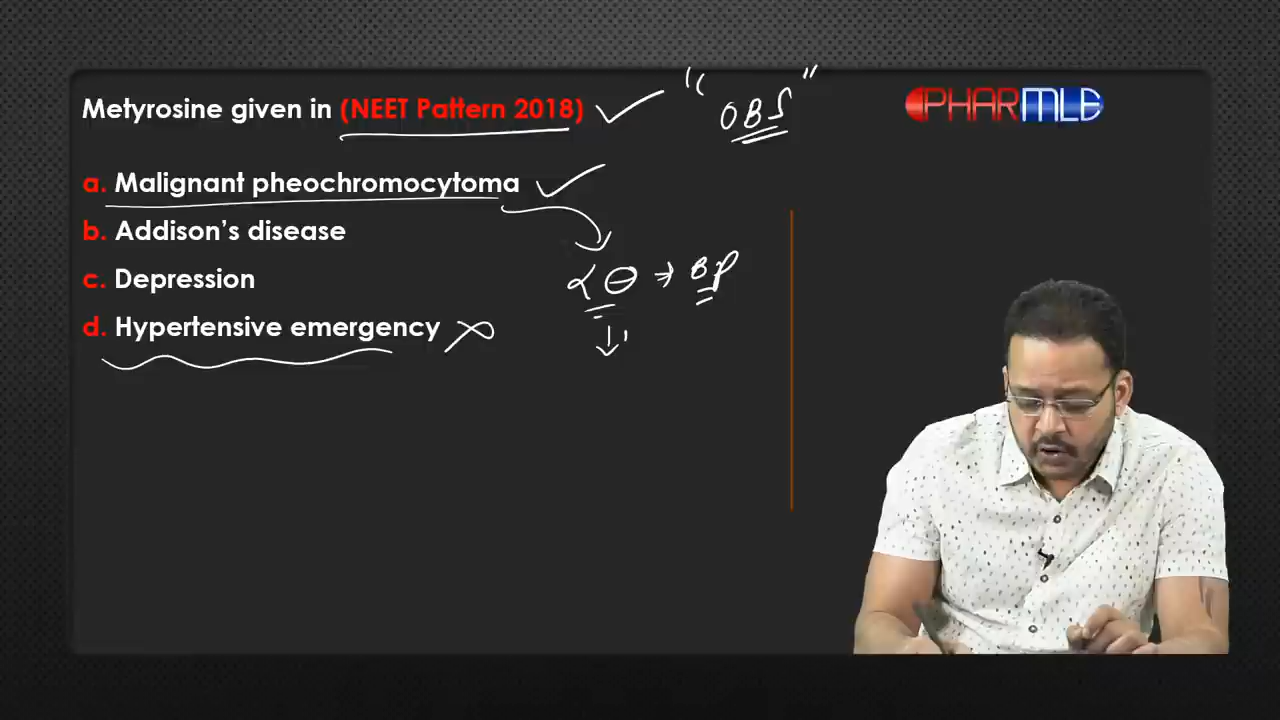 Metyrosine given in (NEET Pattern 2018)
"OBS"
PHARMLE
a. Malignant pheochromocytoma
b. Addison's disease
c. Depression
α ⊖ ⇒ BP
d. Hypertensive emergency